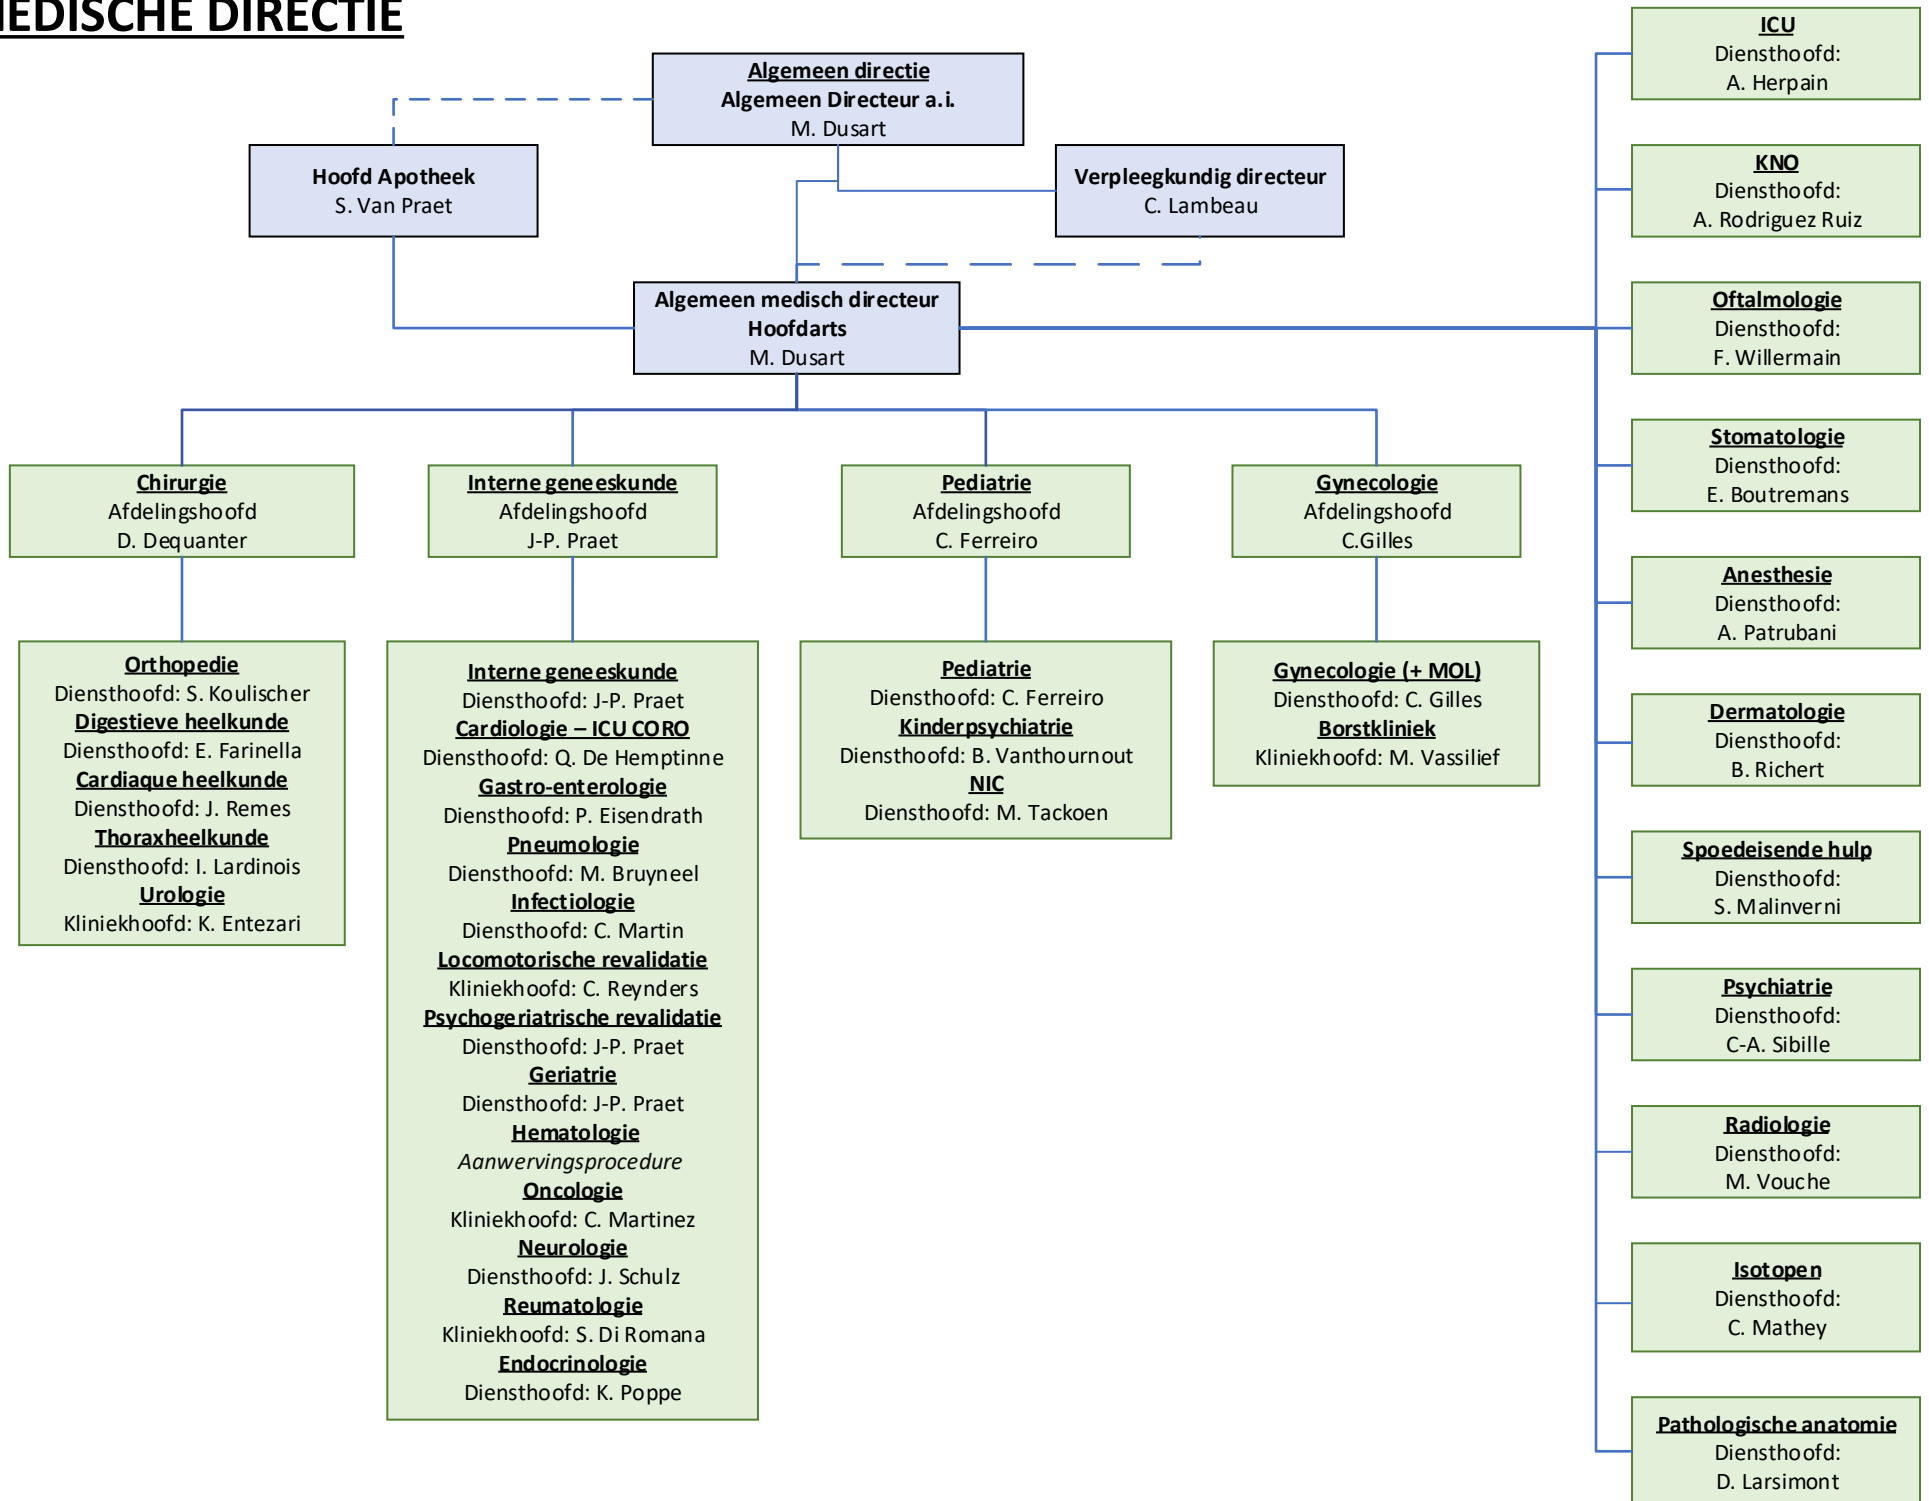 MEDISCHE DIRECTIE
Algemeen directie
Algemeen Directeur a.i.
M. Dusart
Hoofd Apotheek
S. Van Praet
Verpleegkundig directeur
C. Lambeau
Algemeen medisch directeur
Hoofdarts
M. Dusart
Chirurgie
Afdelingshoofd
D. Dequanter
Interne geneeskunde
Afdelingshoofd
J-P. Praet
Pediatrie
Afdelingshoofd
C. Ferreiro
Gynecologie
Afdelingshoofd
C.Gilles
Orthopedie
Diensthoofd: S. Koulischer
Digestieve heelkunde
Diensthoofd: E. Farinella
Cardiaque heelkunde
Diensthoofd: J. Remes
Thoraxheelkunde
Diensthoofd: I. Lardinois
Urologie
Kliniekhoofd: K. Entezari
Interne geneeskunde
Diensthoofd: J-P. Praet
Cardiologie – ICU CORO
Diensthoofd: Q. De Hemptinne
Gastro-enterologie
Diensthoofd: P. Eisendrath
Pneumologie
Diensthoofd: M. Bruyneel
Infectiologie
Diensthoofd: C. Martin
Locomotorische revalidatie
Kliniekhoofd: C. Reynders
Psychogeriatrische revalidatie
Diensthoofd: J-P. Praet
Geriatrie
Diensthoofd: J-P. Praet
Hematologie
Aanwervingsprocedure
Oncologie
Kliniekhoofd: C. Martinez
Neurologie
Diensthoofd: J. Schulz
Reumatologie
Kliniekhoofd: S. Di Romana
Endocrinologie
Diensthoofd: K. Poppe
Pediatrie
Diensthoofd: C. Ferreiro
Kinderpsychiatrie
Diensthoofd: B. Vanthournout
NIC
Diensthoofd: M. Tackoen
Gynecologie (+ MOL)
Diensthoofd: C. Gilles
Borstkliniek
Kliniekhoofd: M. Vassilief
ICU
Diensthoofd:
A. Herpain
KNO
Diensthoofd:
A. Rodriguez Ruiz
Oftalmologie
Diensthoofd:
F. Willermain
Stomatologie
Diensthoofd:
E. Boutremans
Anesthesie
Diensthoofd:
A. Patrubani
Dermatologie
Diensthoofd:
B. Richert
Spoedeisende hulp
Diensthoofd:
S. Malinverni
Psychiatrie
Diensthoofd:
C-A. Sibille
Radiologie
Diensthoofd:
M. Vouche
Isotopen
Diensthoofd:
C. Mathey
Pathologische anatomie
Diensthoofd:
D. Larsimont